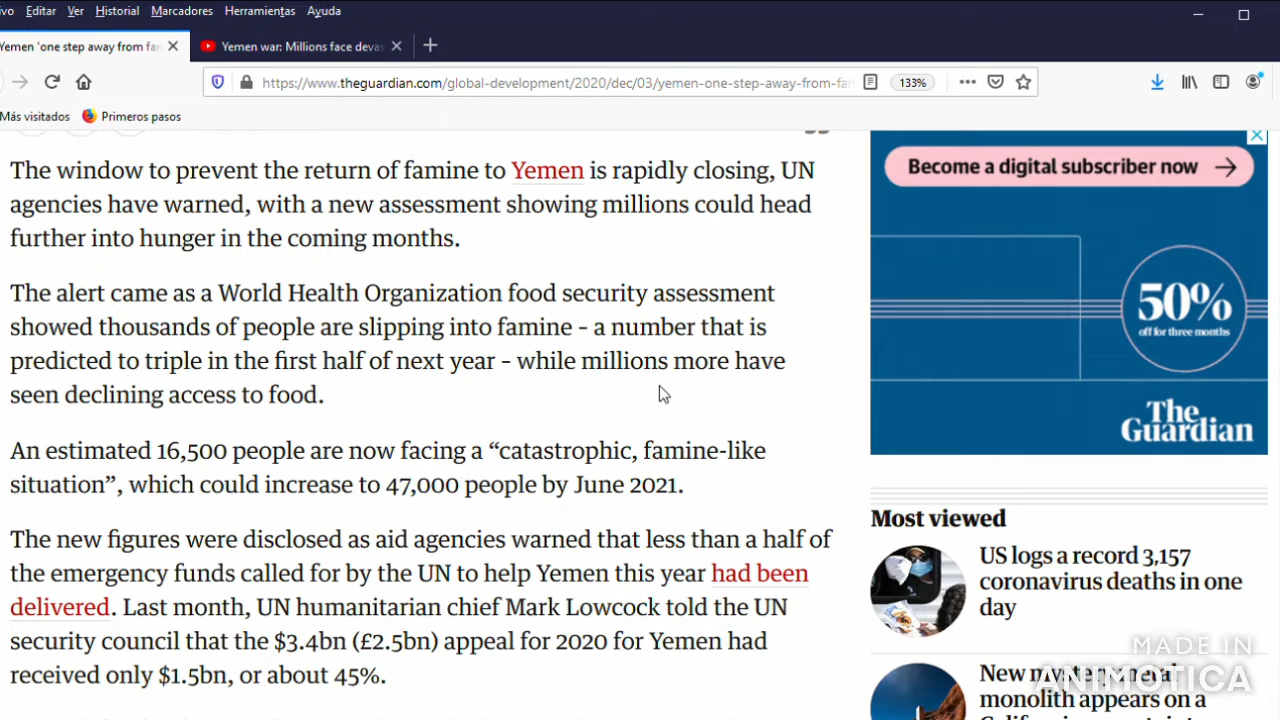 Editar Ver Historial Marcadores Herramientas Ayuda
Yemen 'one step away from fam
Yemen war: Millions face devas
https://www.theguardian.com/global-development/2020/dec/03/yemen-one-step-away-from-fa
133%
Más visitados Primeros pasos
The window to prevent the return of famine to Yemen is rapidly closing, UN
agencies have warned, with a new assessment showing millions could head
further into hunger in the coming months.
The alert came as a World Health Organization food security assessment
showed thousands of people are slipping into famine – a number that is
predicted to triple in the first half of next year – while millions more have
seen declining access to food.
An estimated 16,500 people are now facing a “catastrophic, famine-like
situation”, which could increase to 47,000 people by June 2021.
The new figures were disclosed as aid agencies warned that less than a half of
the emergency funds called for by the UN to help Yemen this year had been
delivered. Last month, UN humanitarian chief Mark Lowcock told the UN
security council that the $3.4bn (£2.5bn) appeal for 2020 for Yemen had
received only $1.5bn, or about 45%.
Become a digital subscriber now
50%
off for three months
The
Guardian
Most viewed
US logs a record 3,157
coronavirus deaths in one
day
New mystery metal
monolith appears on a
MADE IN
ANIMOTICA